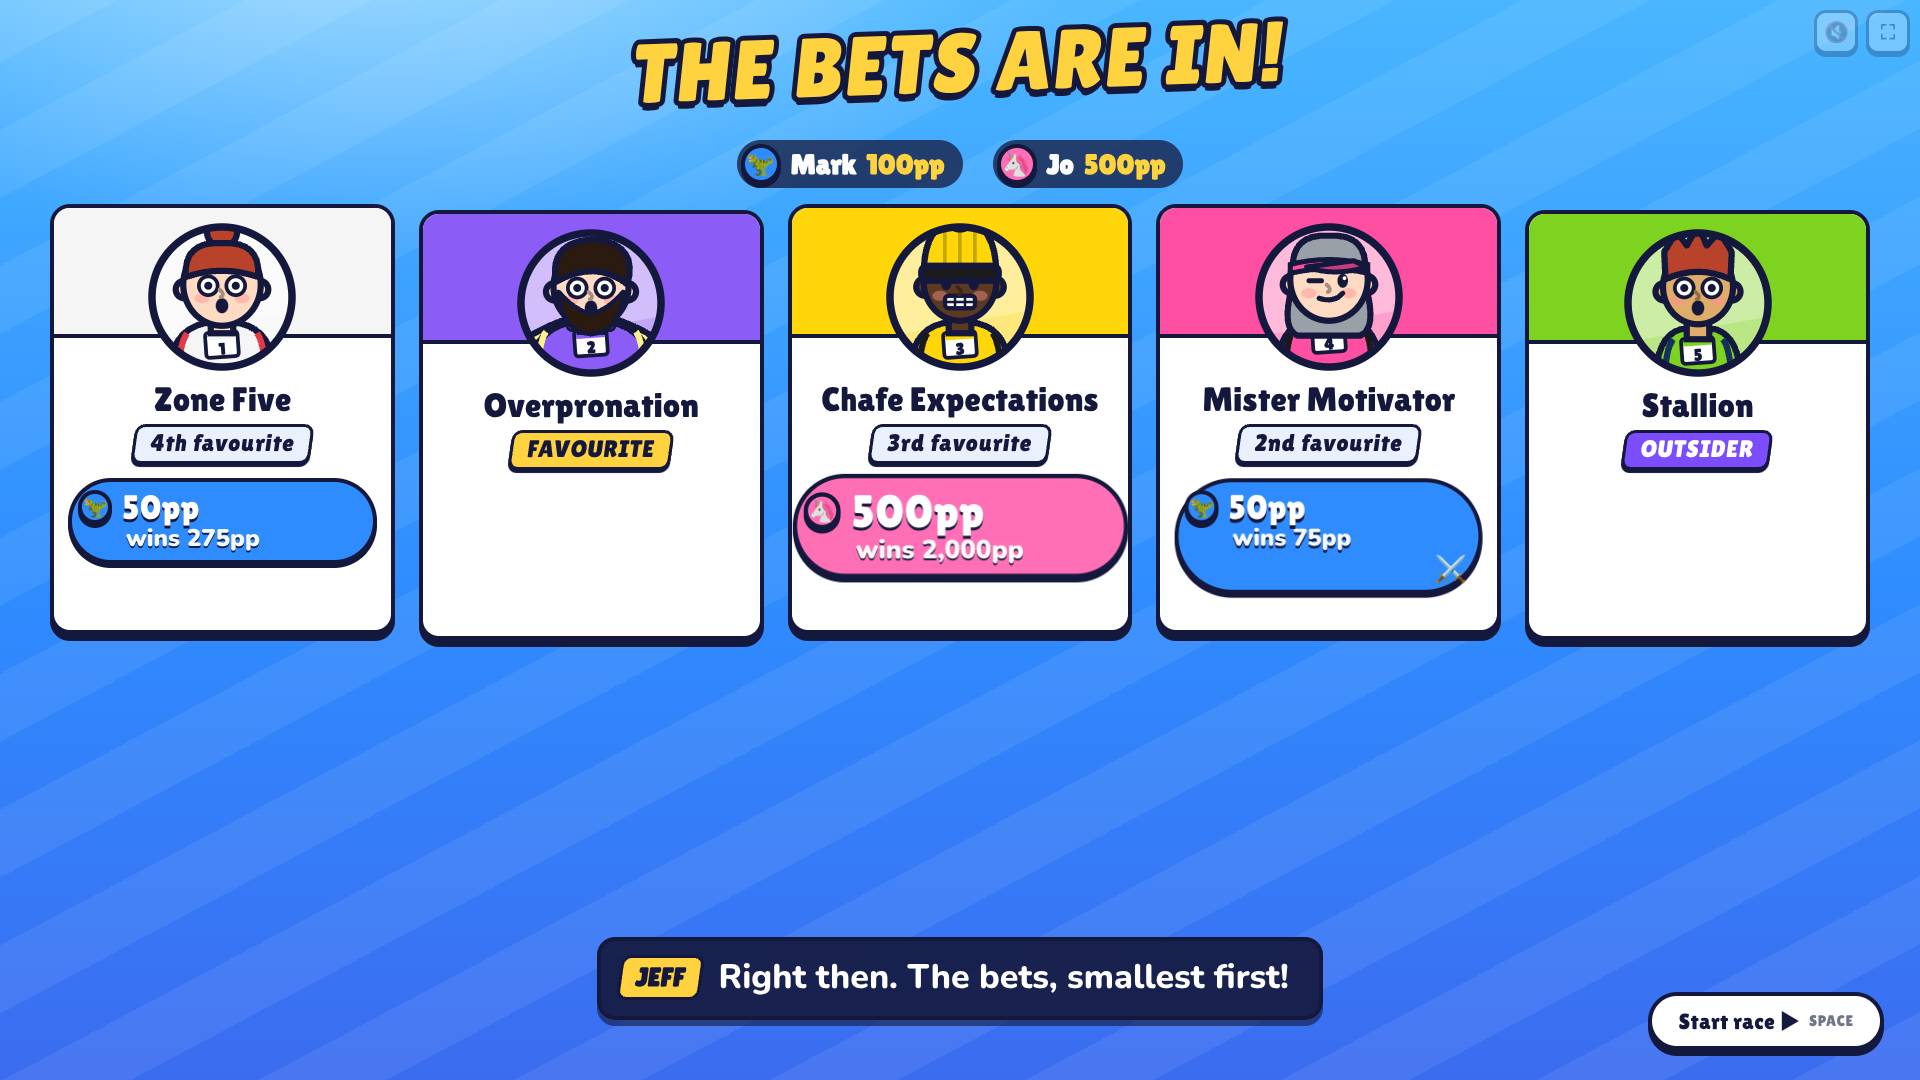 THE BETS ARE IN!
Mark 100pp
Jo 500pp
1
Zone Five
4th favourite
50pp
wins 275pp
2
Overpronation
FAVOURITE
3
Chafe Expectations
3rd favourite
500pp
wins 2,000pp
4
Mister Motivator
2nd favourite
50pp
wins 75pp
5
Stallion
OUTSIDER
JEFF Right then. The bets, smallest first!
Start race SPACE